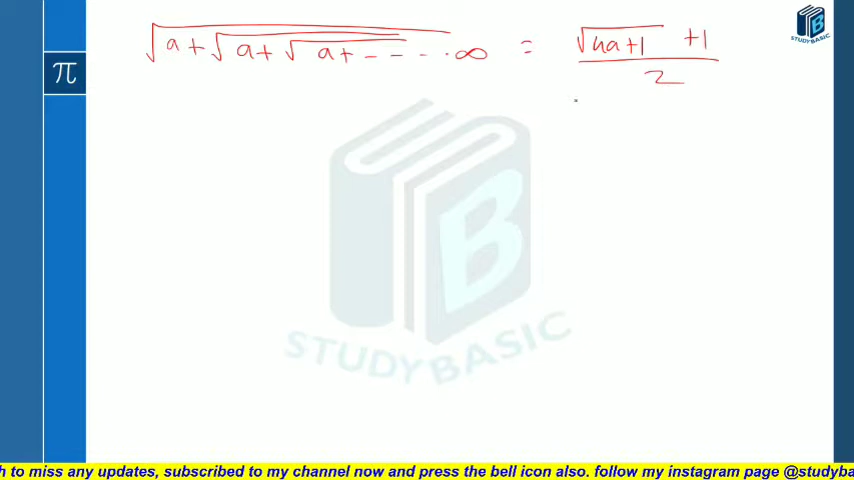 √a+√a+√a+------∞ = √4a+1 +1
2
π
B
STUDYBASIC
STUDYBASIC
h to miss any updates, subscribed to my channel now and press the bell icon also. follow my instagram page @studyba